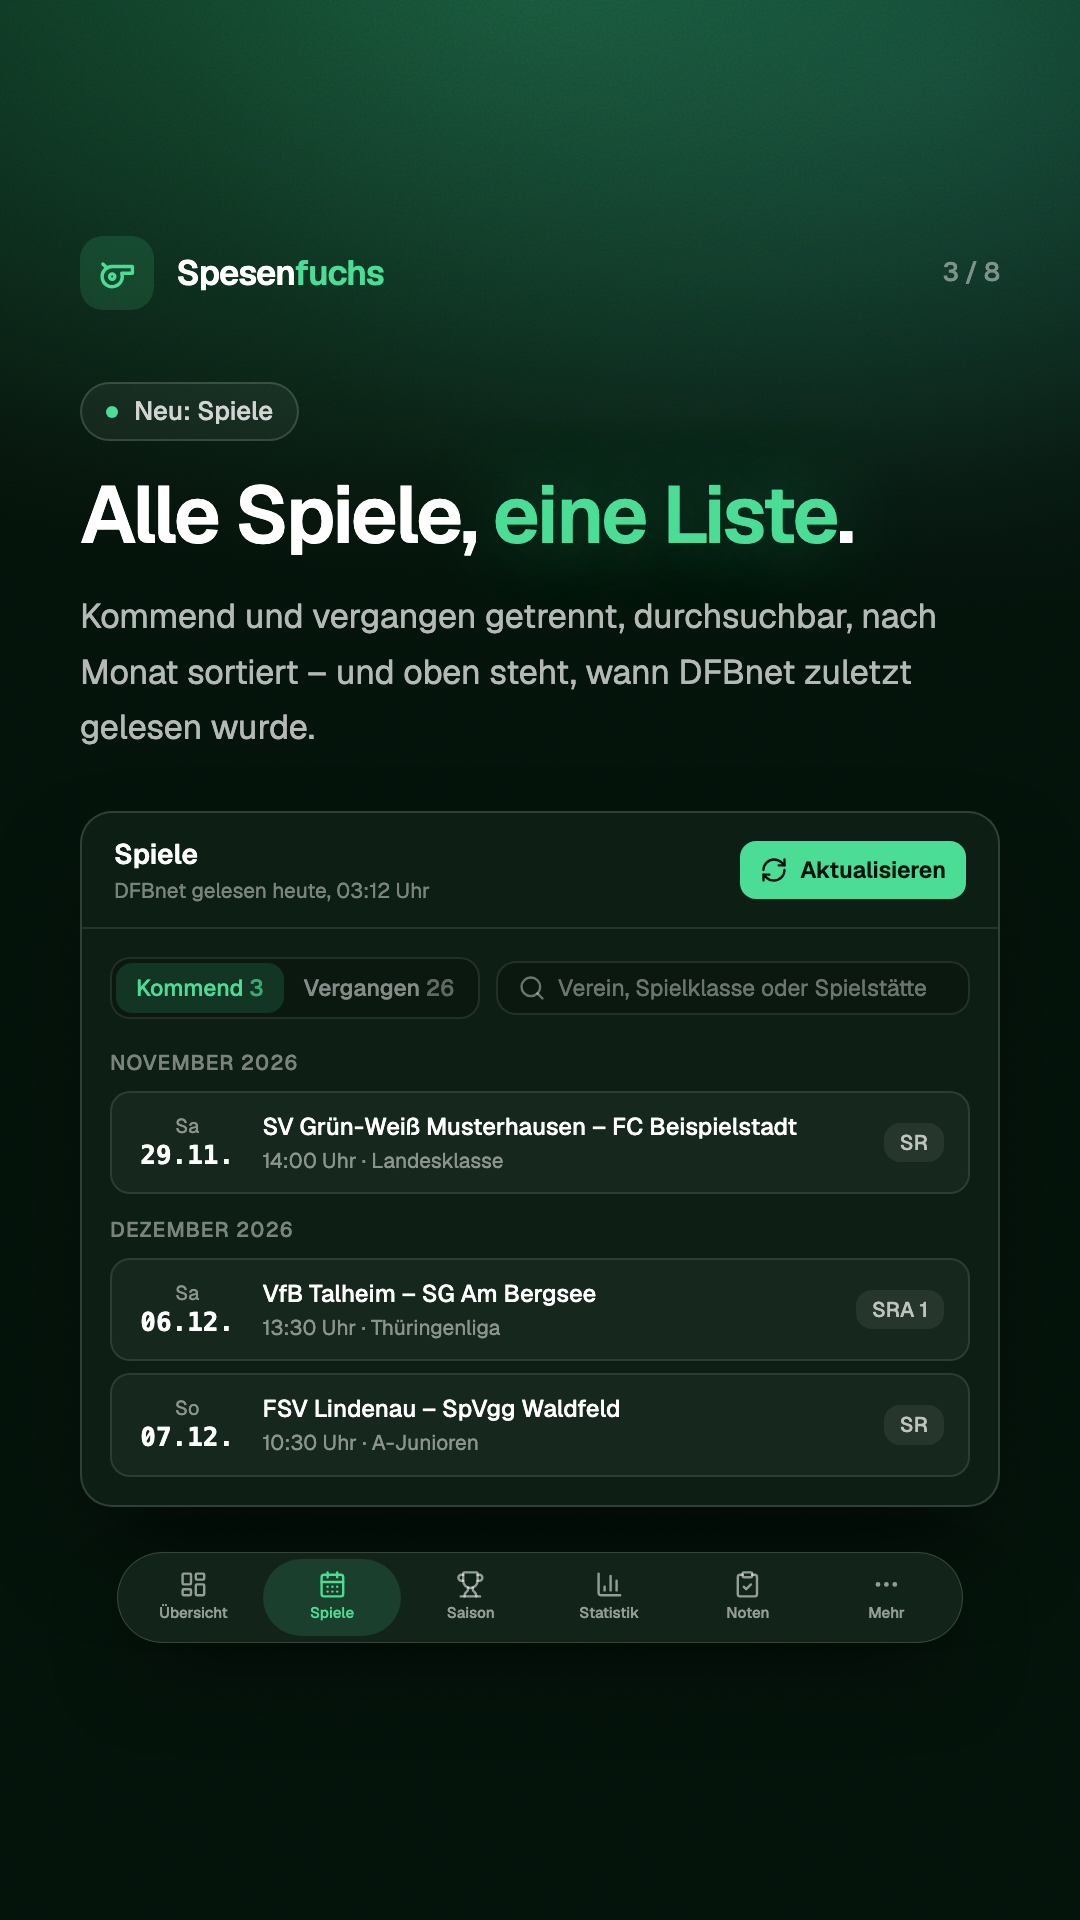 Spesenfuchs
3 / 8
Neu: Spiele
Alle Spiele, eine Liste.
Kommend und vergangen getrennt, durchsuchbar, nach
Monat sortiert – und oben steht, wann DFBnet zuletzt
gelesen wurde.
Spiele
DFBnet gelesen heute, 03:12 Uhr
Aktualisieren
Kommend 3
Vergangen 26
Verein, Spielklasse oder Spielstätte
NOVEMBER 2026
Sa
29.11.
SV Grün-Weiß Musterhausen – FC Beispielstadt
14:00 Uhr · Landesklasse
SR
DEZEMBER 2026
Sa
06.12.
VfB Talheim – SG Am Bergsee
13:30 Uhr · Thüringenliga
SRA 1
So
07.12.
FSV Lindenau – SpVgg Waldfeld
10:30 Uhr · A-Junioren
SR
Übersicht
Spiele
Saison
Statistik
Noten
Mehr